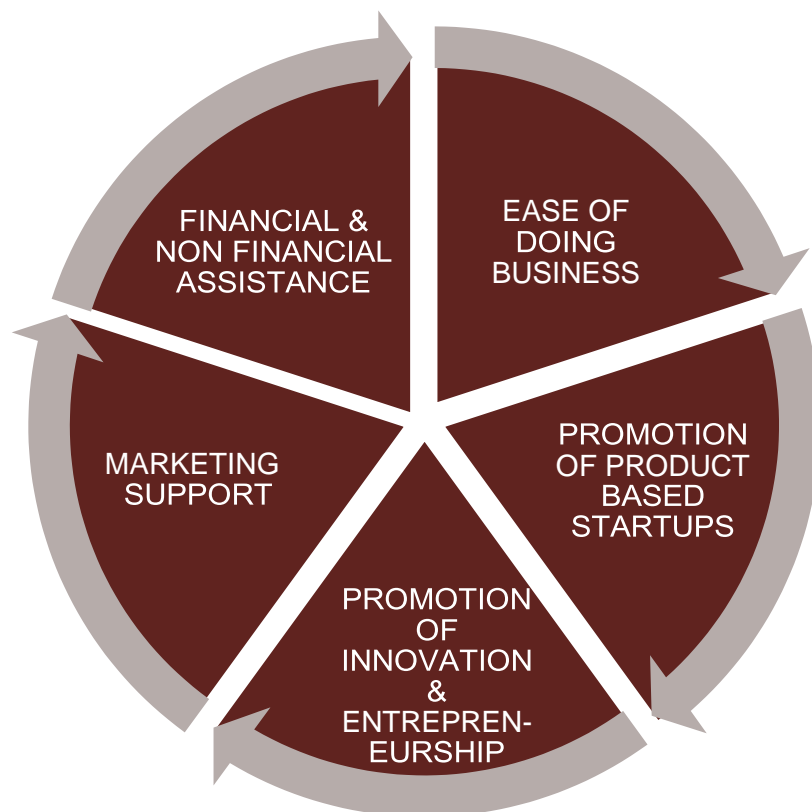 FINANCIAL &
NON FINANCIAL
ASSISTANCE
EASE OF
DOING
BUSINESS
PROMOTION
OF PRODUCT
BASED
STARTUPS
PROMOTION
OF
INNOVATION
&
ENTREPREN-
EURSHIP
MARKETING
SUPPORT